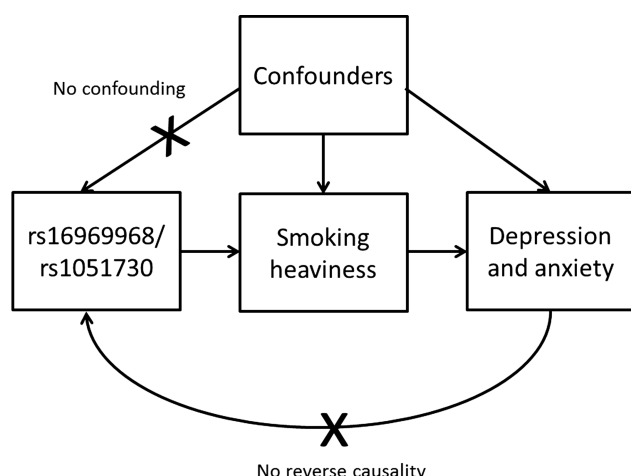 Confounders
No confounding
rs16969968/
rs1051730
Smoking
heaviness
Depression
and anxiety
No reverse causality